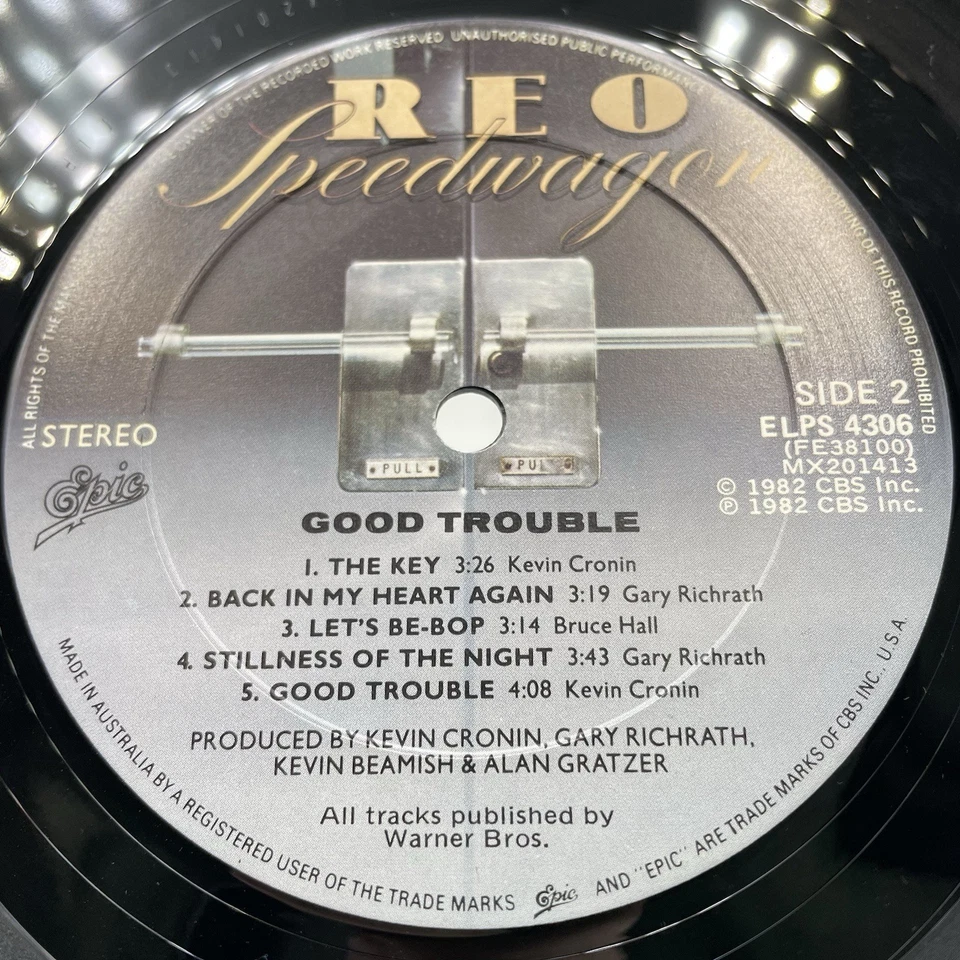 ALL RIGHTS OF THE
OWNER OF THE RECORDED WORK RESERVED UNAUTHORISED PUBLIC PERFORMANCE
OF THIS RECORD PROHIBITED
REO
Speedwagon
PULL
PULL
STEREO
Epic
SIDE 2
ELPS 4306
(FE38100)
MX201413
© 1982 CBS Inc.
℗ 1982 CBS Inc.
GOOD TROUBLE
1. THE KEY 3:26 Kevin Cronin
2. BACK IN MY HEART AGAIN 3:19 Gary Richrath
3. LET'S BE-BOP 3:14 Bruce Hall
4. STILLNESS OF THE NIGHT 3:43 Gary Richrath
5. GOOD TROUBLE 4:08 Kevin Cronin
PRODUCED BY KEVIN CRONIN, GARY RICHRATH,
KEVIN BEAMISH & ALAN GRATZER
All tracks published by
Warner Bros.
MADE IN AUSTRALIA BY A REGISTERED USER OF THE TRADE MARKS Epic AND "EPIC" ARE TRADE MARKS OF CBS INC., U.S.A.